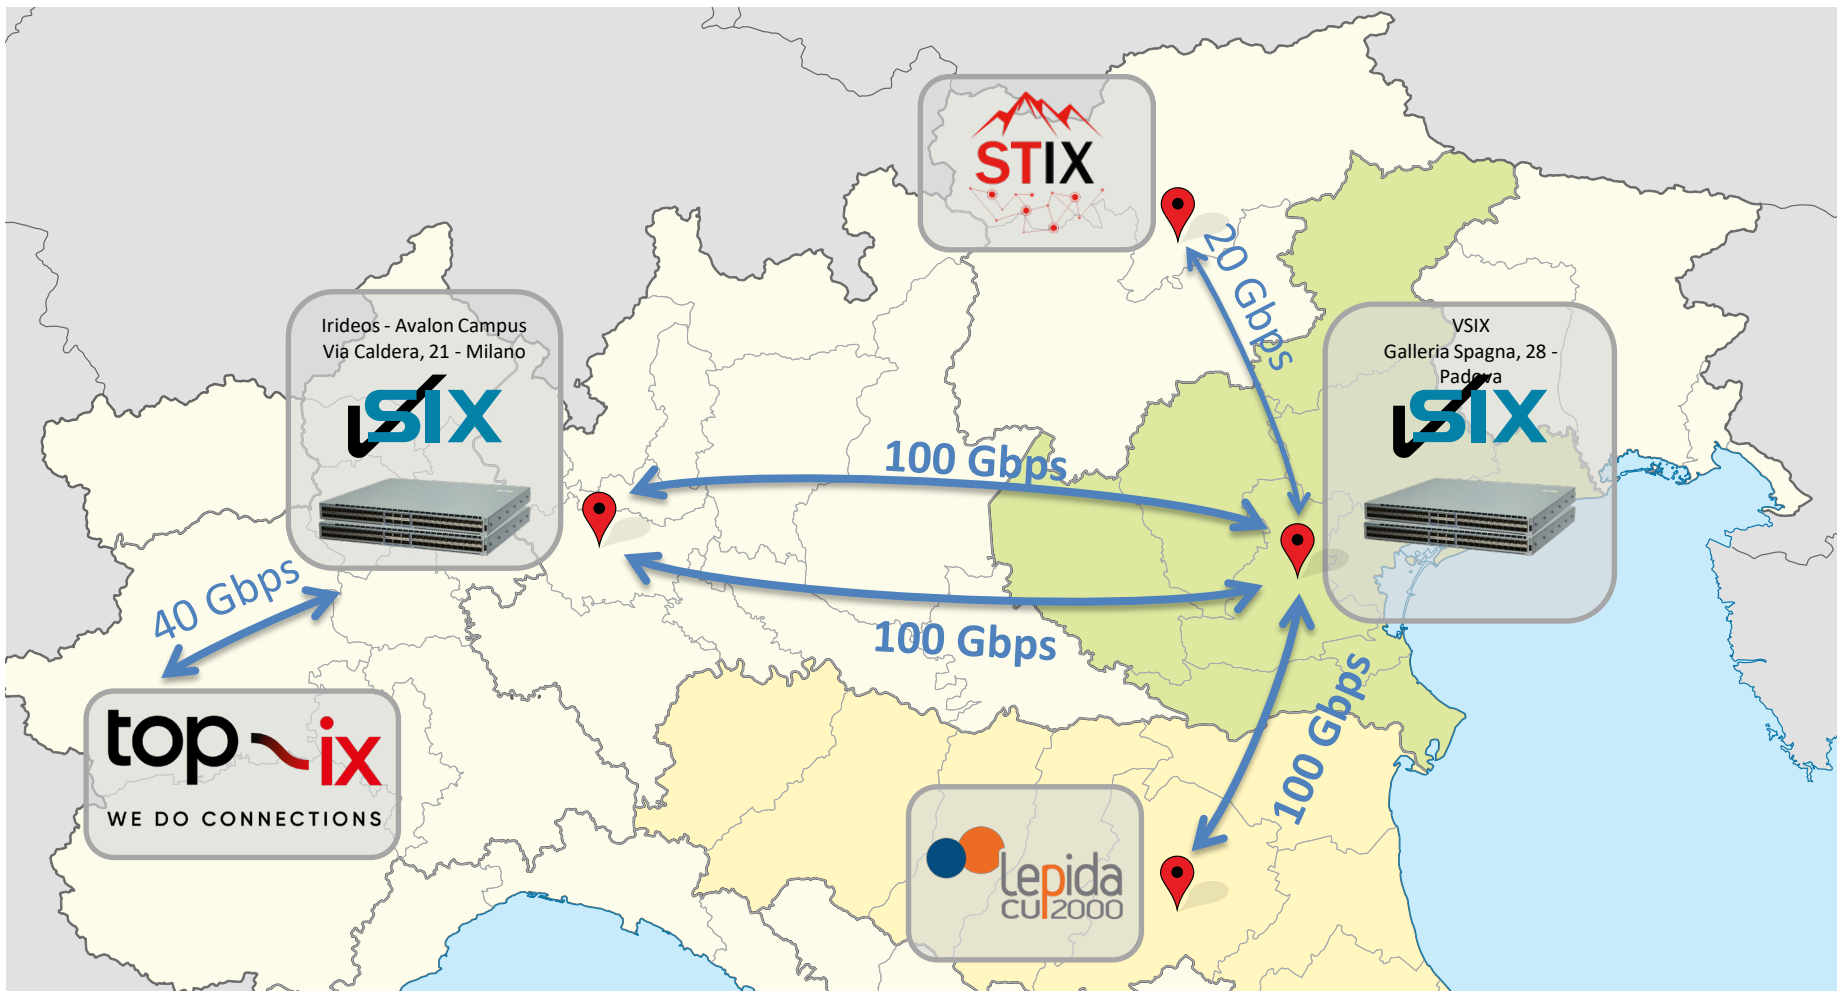 STIX
20 Gbps
Irideos - Avalon Campus
Via Caldera, 21 - Milano
VSIX
VSIX
Galleria Spagna, 28 -
Padova
VSIX
100 Gbps
100 Gbps
40 Gbps
100 Gbps
top ix
WE DO CONNECTIONS
Lepida
CUP2000